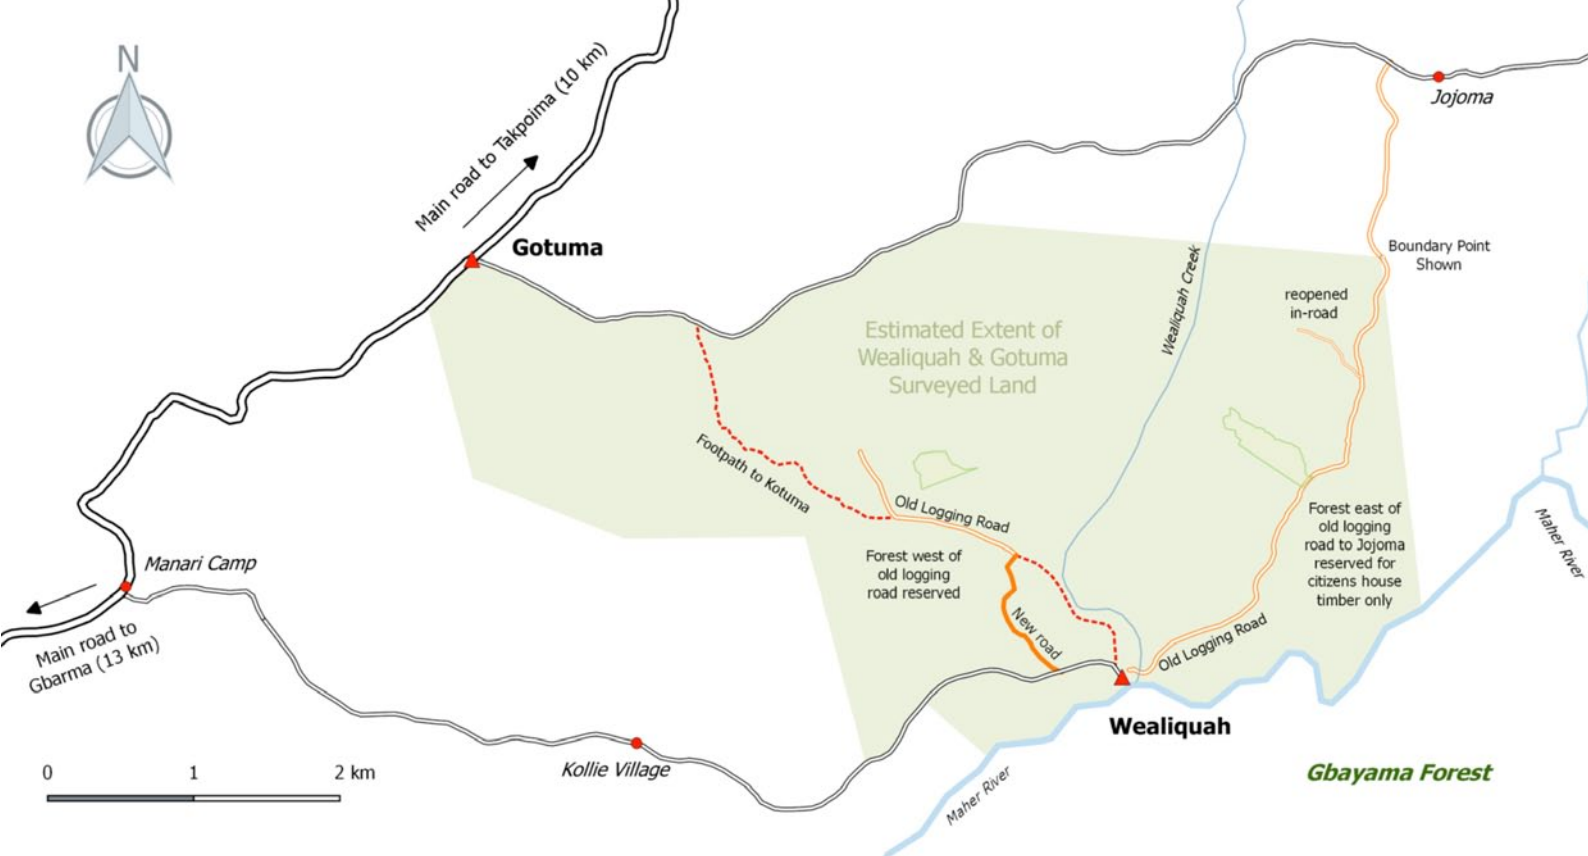 N
Main road to Takpoima (10 km)
Gotuma
Jojoma
Boundary Point
Shown
reopened
in-road
Wealiquah Creek
Estimated Extent of
Wealiquah & Gotuma
Surveyed Land
Footpath to Kotuma
Old Logging Road
Forest west of
old logging
road reserved
Forest east of
old logging
road to Jojoma
reserved for
citizens house
timber only
Maher River
Manari Camp
Main road to
Gbarma (13 km)
New road
Old Logging Road
Wealiquah
Kollie Village
0 1 2 km
Maher River
Gbayama Forest